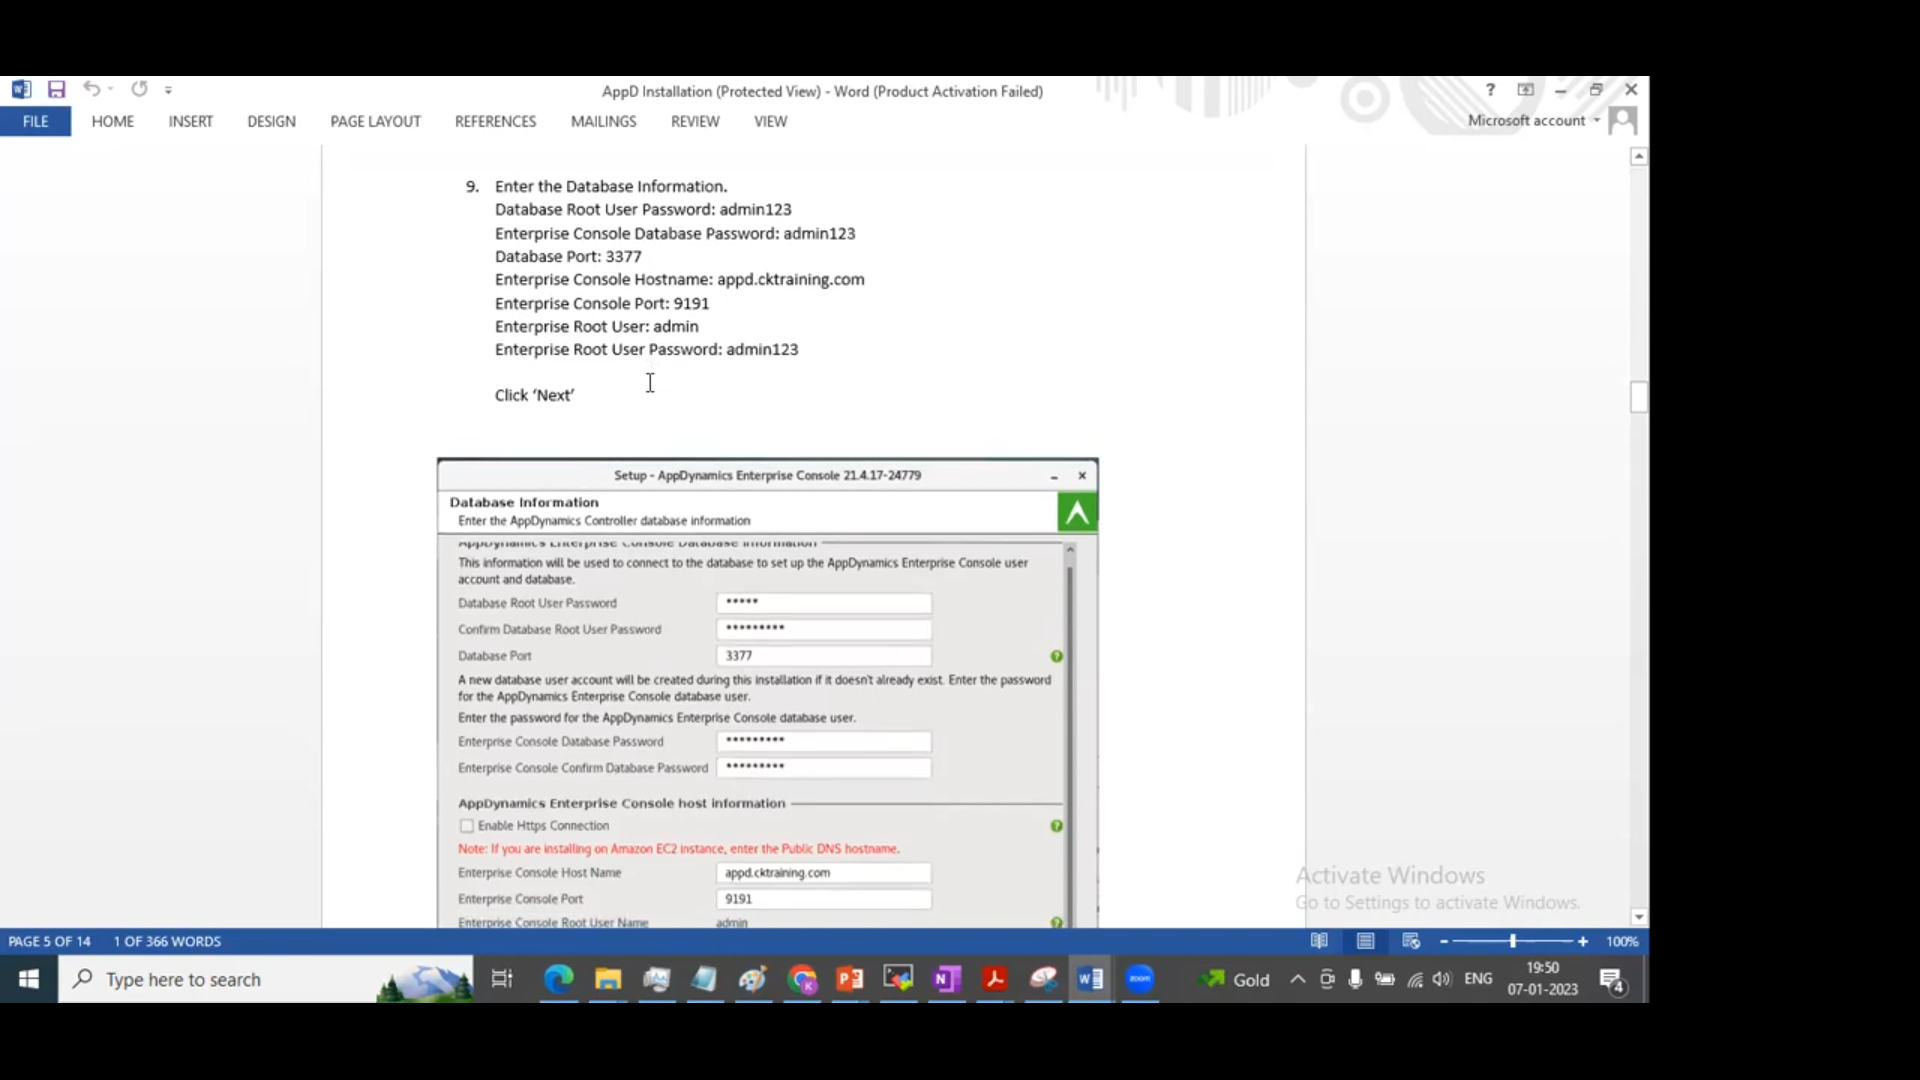 AppD Installation (Protected View) - Word (Product Activation Failed)
?
FILE HOME INSERT DESIGN PAGE LAYOUT REFERENCES MAILINGS REVIEW VIEW
Microsoft account
9. Enter the Database Information.
Database Root User Password: admin123
Enterprise Console Database Password: admin123
Database Port: 3377
Enterprise Console Hostname: appd.cktraining.com
Enterprise Console Port: 9191
Enterprise Root User: admin
Enterprise Root User Password: admin123
Click ‘Next’
Setup - AppDynamics Enterprise Console 21.4.17-24779
Database Information
Enter the AppDynamics Controller database information
AppDynamics Enterprise Console Database Information
This information will be used to connect to the database to set up the AppDynamics Enterprise Console user
account and database.
Database Root User Password *****
Confirm Database Root User Password *********
Database Port 3377
A new database user account will be created during this installation if it doesn't already exist. Enter the password
for the AppDynamics Enterprise Console database user.
Enter the password for the AppDynamics Enterprise Console database user.
Enterprise Console Database Password *********
Enterprise Console Confirm Database Password *********
AppDynamics Enterprise Console host information
Enable Https Connection
Note: If you are installing on Amazon EC2 instance, enter the Public DNS hostname.
Enterprise Console Host Name appd.cktraining.com
Enterprise Console Port 9191
Enterprise Console Root User Name admin
Activate Windows
Go to Settings to activate Windows.
PAGE 5 OF 14 1 OF 366 WORDS
100%
Type here to search
zoom
Gold
ENG
19:50
07-01-2023
4